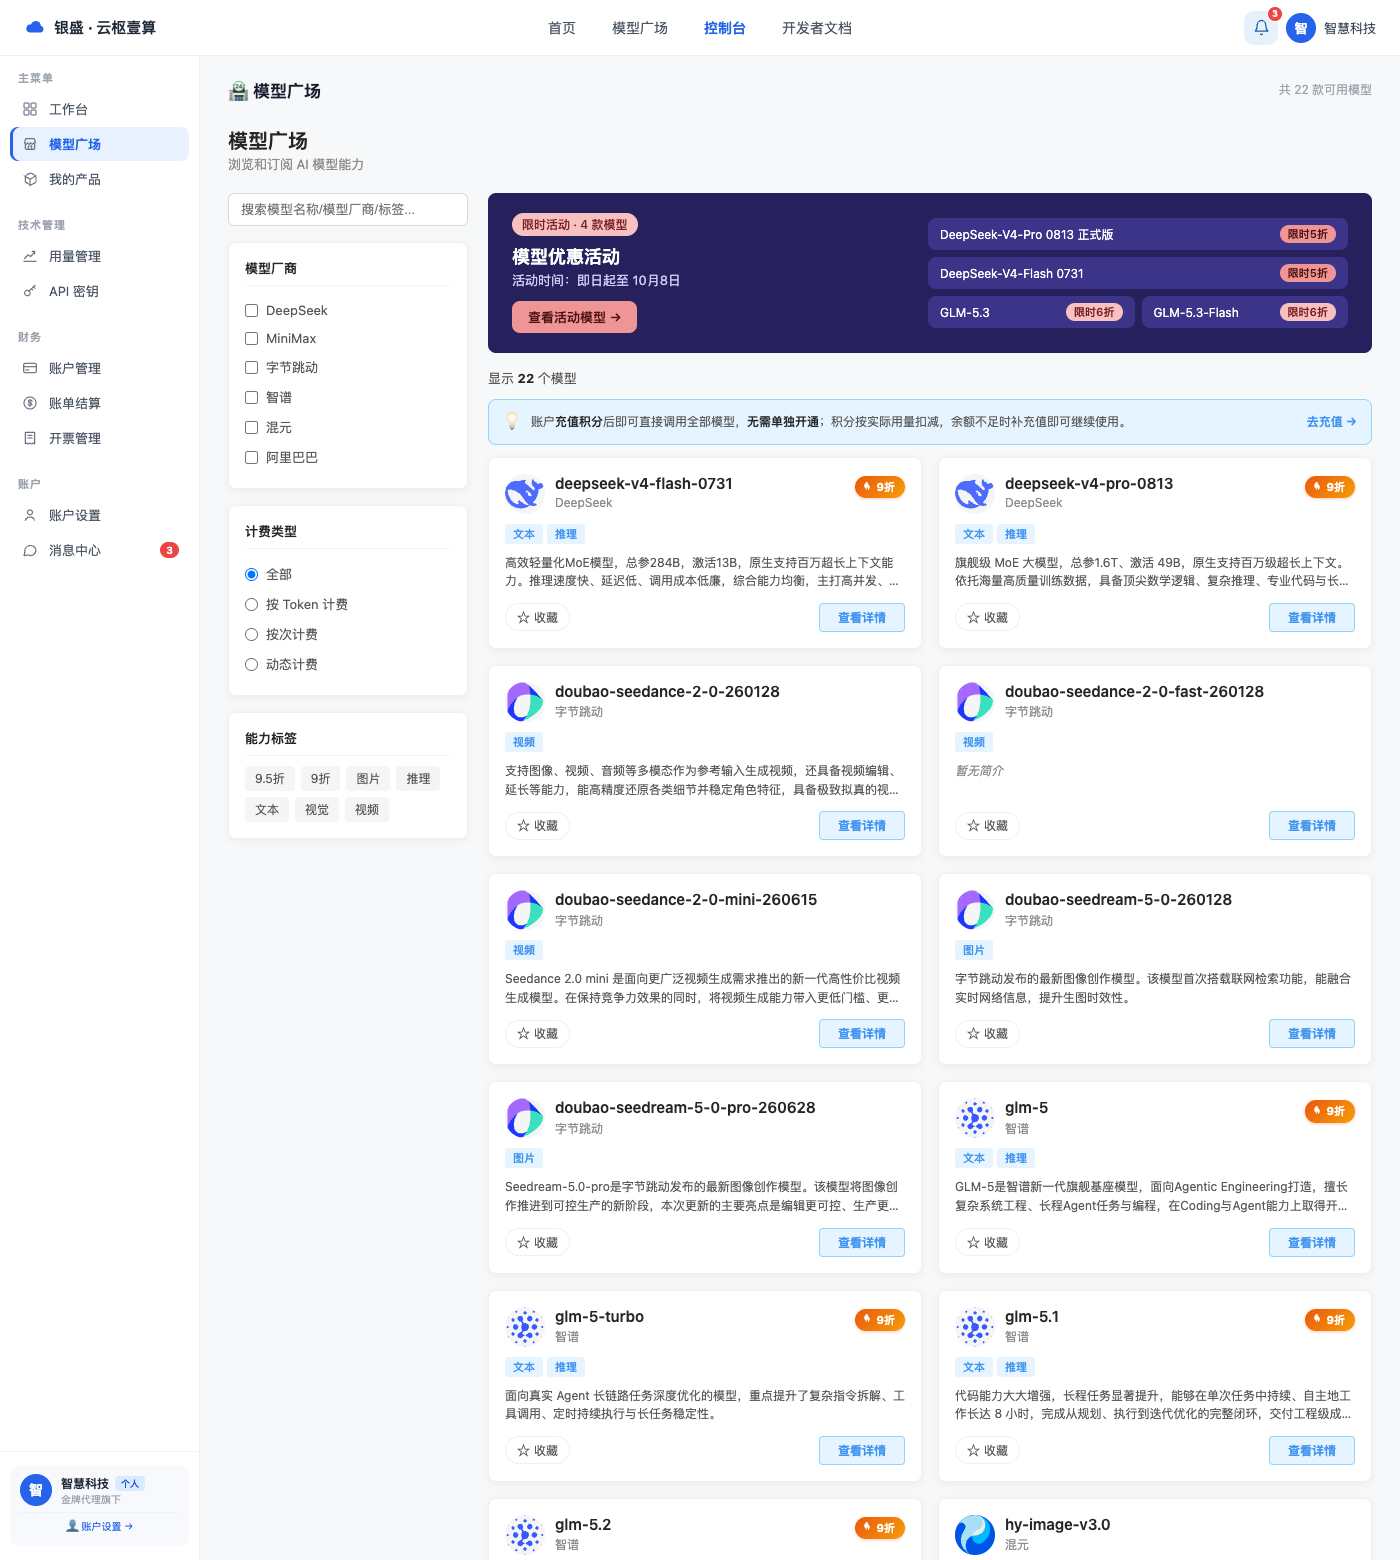 银盛 · 云枢壹算
首页
模型广场
控制台
开发者文档
3
智
智慧科技
主菜单
工作台
模型广场
我的产品
技术管理
用量管理
API 密钥
财务
账户管理
账单结算
开票管理
账户
账户设置
消息中心
3
智
智慧科技 个人
金牌代理旗下
账户设置 →
模型广场
共 22 款可用模型
模型广场
浏览和订阅 AI 模型能力
搜索模型名称/模型厂商/标签...
模型厂商
DeepSeek
MiniMax
字节跳动
智谱
混元
阿里巴巴
计费类型
全部
按 Token 计费
按次计费
动态计费
能力标签
9.5折 9折 图片 推理
文本 视觉 视频
限时活动 · 4 款模型
模型优惠活动
活动时间：即日起至 10月8日
查看活动模型 →
DeepSeek-V4-Pro 0813 正式版 限时5折
DeepSeek-V4-Flash 0731 限时5折
GLM-5.3 限时6折
GLM-5.3-Flash 限时6折
显示 22 个模型
账户充值积分后即可直接调用全部模型，无需单独开通；积分按实际用量扣减，余额不足时补充值即可继续使用。
去充值 →
deepseek-v4-flash-0731
9折
DeepSeek
文本 推理
高效轻量化MoE模型，总参284B，激活13B，原生支持百万超长上下文能
力。推理速度快、延迟低、调用成本低廉，综合能力均衡，主打高并发、...
☆ 收藏
查看详情
deepseek-v4-pro-0813
9折
DeepSeek
文本 推理
旗舰级 MoE 大模型，总参1.6T、激活 49B，原生支持百万级超长上下文。
依托海量高质量训练数据，具备顶尖数学逻辑、复杂推理、专业代码与长...
☆ 收藏
查看详情
doubao-seedance-2-0-260128
字节跳动
视频
支持图像、视频、音频等多模态作为参考输入生成视频，还具备视频编辑、
延长等能力，能高精度还原各类细节并稳定角色特征，具备极致拟真的视...
☆ 收藏
查看详情
doubao-seedance-2-0-fast-260128
字节跳动
视频
暂无简介
☆ 收藏
查看详情
doubao-seedance-2-0-mini-260615
字节跳动
视频
Seedance 2.0 mini 是面向更广泛视频生成需求推出的新一代高性价比视频
生成模型。在保持竞争力效果的同时，将视频生成能力带入更低门槛、更...
☆ 收藏
查看详情
doubao-seedream-5-0-260128
字节跳动
图片
字节跳动发布的最新图像创作模型。该模型首次搭载联网检索功能，能融合
实时网络信息，提升生图时效性。
☆ 收藏
查看详情
doubao-seedream-5-0-pro-260628
字节跳动
图片
Seedream-5.0-pro是字节跳动发布的最新图像创作模型。该模型将图像创
作推进到可控生产的新阶段，本次更新的主要亮点是编辑更可控、生产更...
☆ 收藏
查看详情
glm-5
9折
智谱
文本 推理
GLM-5是智谱新一代旗舰基座模型，面向Agentic Engineering打造，擅长
复杂系统工程、长程Agent任务与编程，在Coding与Agent能力上取得开...
☆ 收藏
查看详情
glm-5-turbo
9折
智谱
文本 推理
面向真实 Agent 长链路任务深度优化的模型，重点提升了复杂指令拆解、工
具调用、定时持续执行与长任务稳定性。
☆ 收藏
查看详情
glm-5.1
9折
智谱
文本 推理
代码能力大大增强，长程任务显著提升，能够在单次任务中持续、自主地工
作长达 8 小时，完成从规划、执行到迭代优化的完整闭环，交付工程级成...
☆ 收藏
查看详情
glm-5.2
9折
智谱
hy-image-v3.0
混元